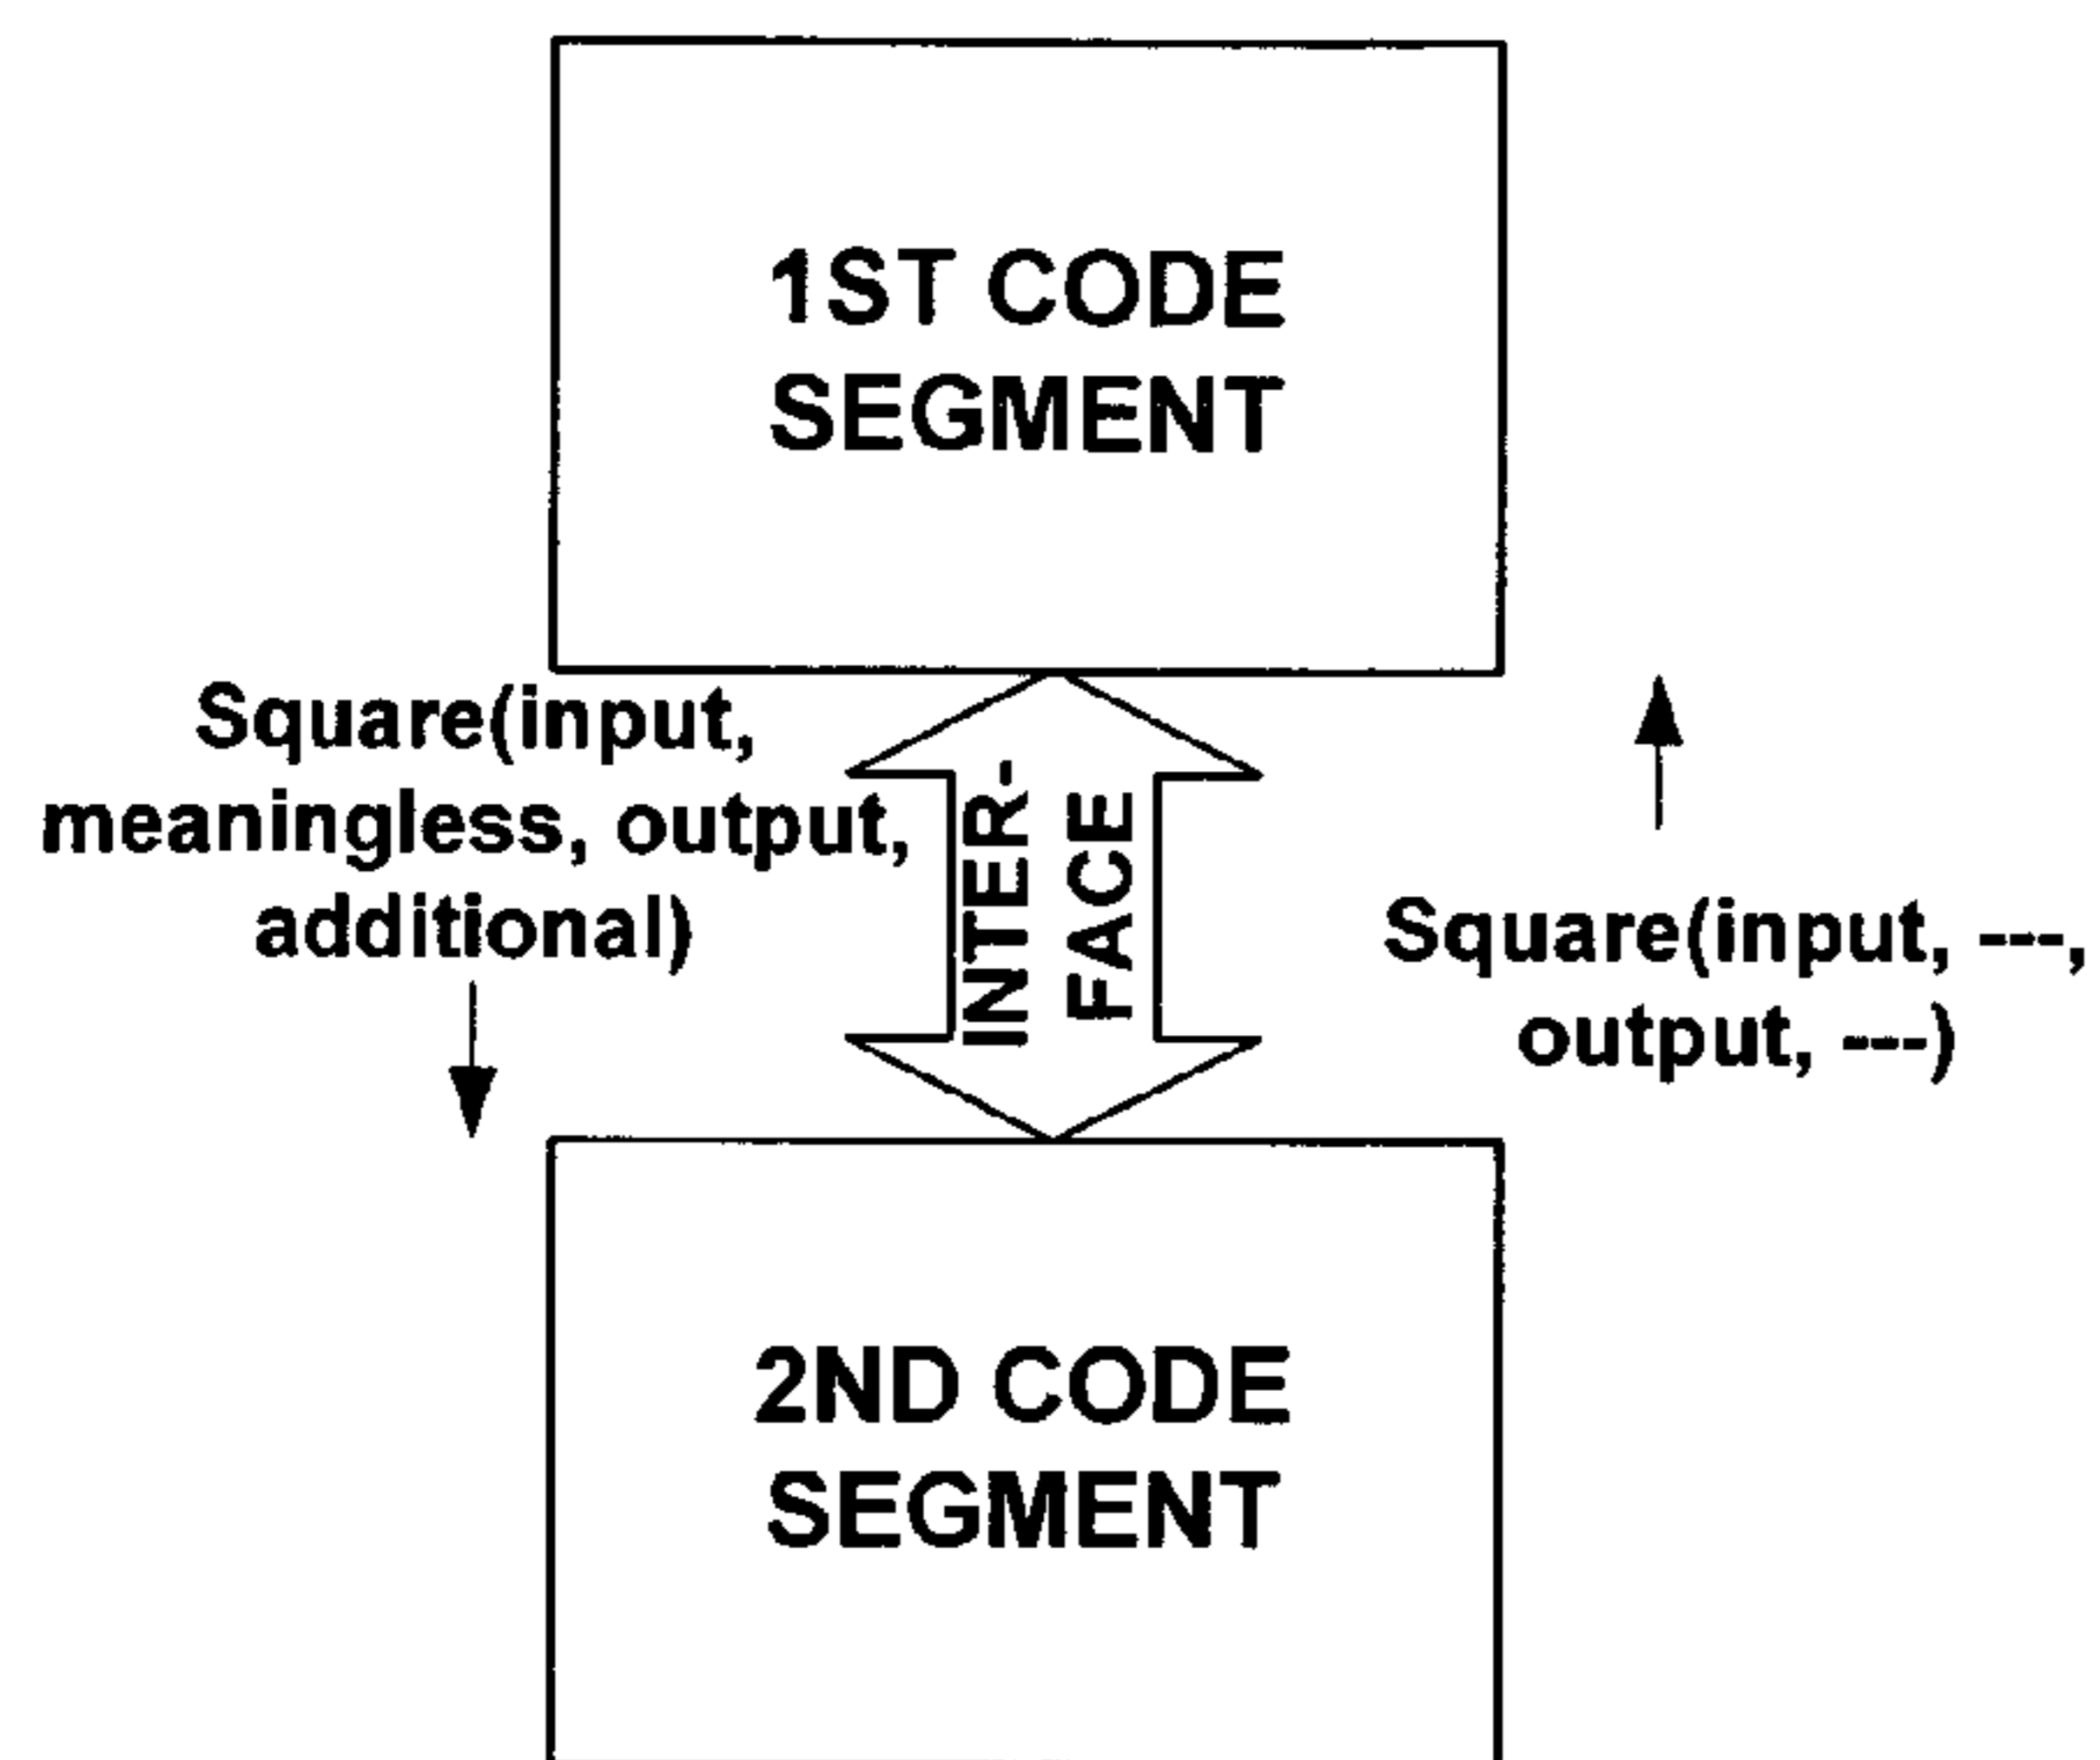 1ST CODE
SEGMENT
Square(input,
meaningless, output,
additional)
INTER-
FACE
Square(input, ---,
output, ---)
2ND CODE
SEGMENT